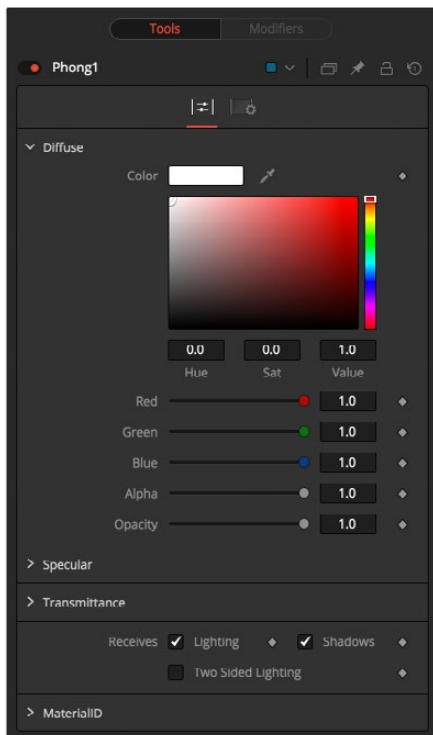 Tools Modifiers
Phong1
Diffuse
Color
0.0 0.0 1.0
Hue Sat Value
Red 1.0
Green 1.0
Blue 1.0
Alpha 1.0
Opacity 1.0
Specular
Transmittance
Receives Lighting Shadows
Two Sided Lighting
MaterialID